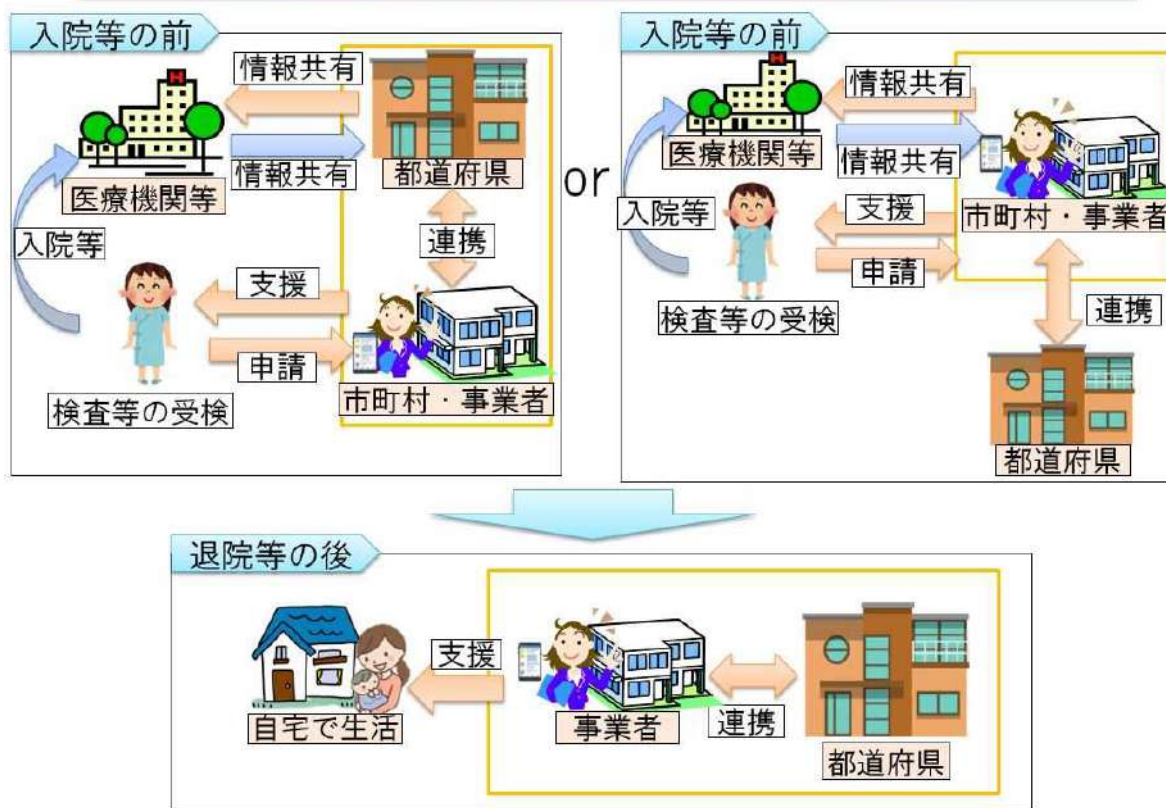 入院等の前
情報共有
情報共有
医療機関等
都道府県
入院等
連携
支援
申請
検査等の受検
市町村・事業者
or
入院等の前
情報共有
情報共有
医療機関等
市町村・事業者
入院等
支援
申請
検査等の受検
連携
都道府県
退院等の後
支援
自宅で生活
事業者
連携
都道府県